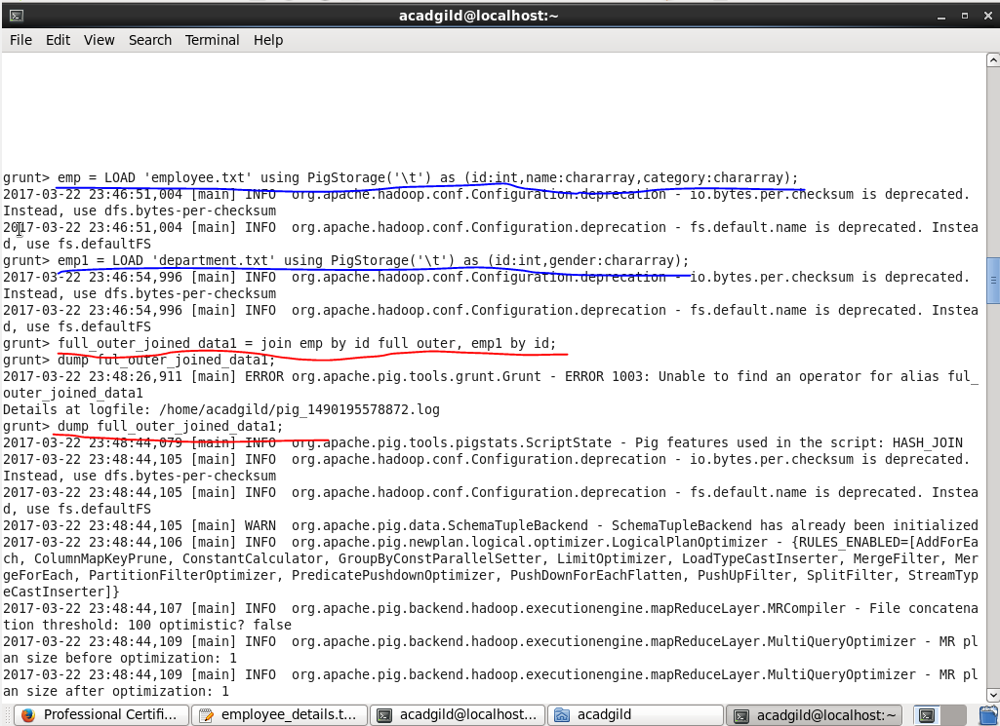 acadgild@localhost:~
File Edit View Search Terminal Help
grunt> emp = LOAD 'employee.txt' using PigStorage('\t') as (id:int,name:chararray,category:chararray);
2017-03-22 23:46:51,004 [main] INFO  org.apache.hadoop.conf.Configuration.deprecation - io.bytes.per.checksum is deprecated.
Instead, use dfs.bytes-per-checksum
2017-03-22 23:46:51,004 [main] INFO  org.apache.hadoop.conf.Configuration.deprecation - fs.default.name is deprecated. Instea
d, use fs.defaultFS
grunt> emp1 = LOAD 'department.txt' using PigStorage('\t') as (id:int,gender:chararray);
2017-03-22 23:46:54,996 [main] INFO  org.apache.hadoop.conf.Configuration.deprecation - io.bytes.per.checksum is deprecated.
Instead, use dfs.bytes-per-checksum
2017-03-22 23:46:54,996 [main] INFO  org.apache.hadoop.conf.Configuration.deprecation - fs.default.name is deprecated. Instea
d, use fs.defaultFS
grunt> full_outer_joined_data1 = join emp by id full outer, emp1 by id;
grunt> dump ful_outer_joined_data1;
2017-03-22 23:48:26,911 [main] ERROR org.apache.pig.tools.grunt.Grunt - ERROR 1003: Unable to find an operator for alias ful_
outer_joined_data1
Details at logfile: /home/acadgild/pig_1490195578872.log
grunt> dump full_outer_joined_data1;
2017-03-22 23:48:44,079 [main] INFO  org.apache.pig.tools.pigstats.ScriptState - Pig features used in the script: HASH_JOIN
2017-03-22 23:48:44,105 [main] INFO  org.apache.hadoop.conf.Configuration.deprecation - io.bytes.per.checksum is deprecated.
Instead, use dfs.bytes-per-checksum
2017-03-22 23:48:44,105 [main] INFO  org.apache.hadoop.conf.Configuration.deprecation - fs.default.name is deprecated. Instea
d, use fs.defaultFS
2017-03-22 23:48:44,105 [main] WARN  org.apache.pig.data.SchemaTupleBackend - SchemaTupleBackend has already been initialized
2017-03-22 23:48:44,106 [main] INFO  org.apache.pig.newplan.logical.optimizer.LogicalPlanOptimizer - {RULES_ENABLED=[AddForEa
ch, ColumnMapKeyPrune, ConstantCalculator, GroupByConstParallelSetter, LimitOptimizer, LoadTypeCastInserter, MergeFilter, Mer
geForEach, PartitionFilterOptimizer, PredicatePushdownOptimizer, PushDownForEachFlatten, PushUpFilter, SplitFilter, StreamTyp
eCastInserter]}
2017-03-22 23:48:44,107 [main] INFO  org.apache.pig.backend.hadoop.executionengine.mapReduceLayer.MRCompiler - File concatena
tion threshold: 100 optimistic? false
2017-03-22 23:48:44,109 [main] INFO  org.apache.pig.backend.hadoop.executionengine.mapReduceLayer.MultiQueryOptimizer - MR pl
an size before optimization: 1
2017-03-22 23:48:44,109 [main] INFO  org.apache.pig.backend.hadoop.executionengine.mapReduceLayer.MultiQueryOptimizer - MR pl
an size after optimization: 1
Professional Certifi... employee_details.t... acadgild@localhost:... acadgild acadgild@localhost:~